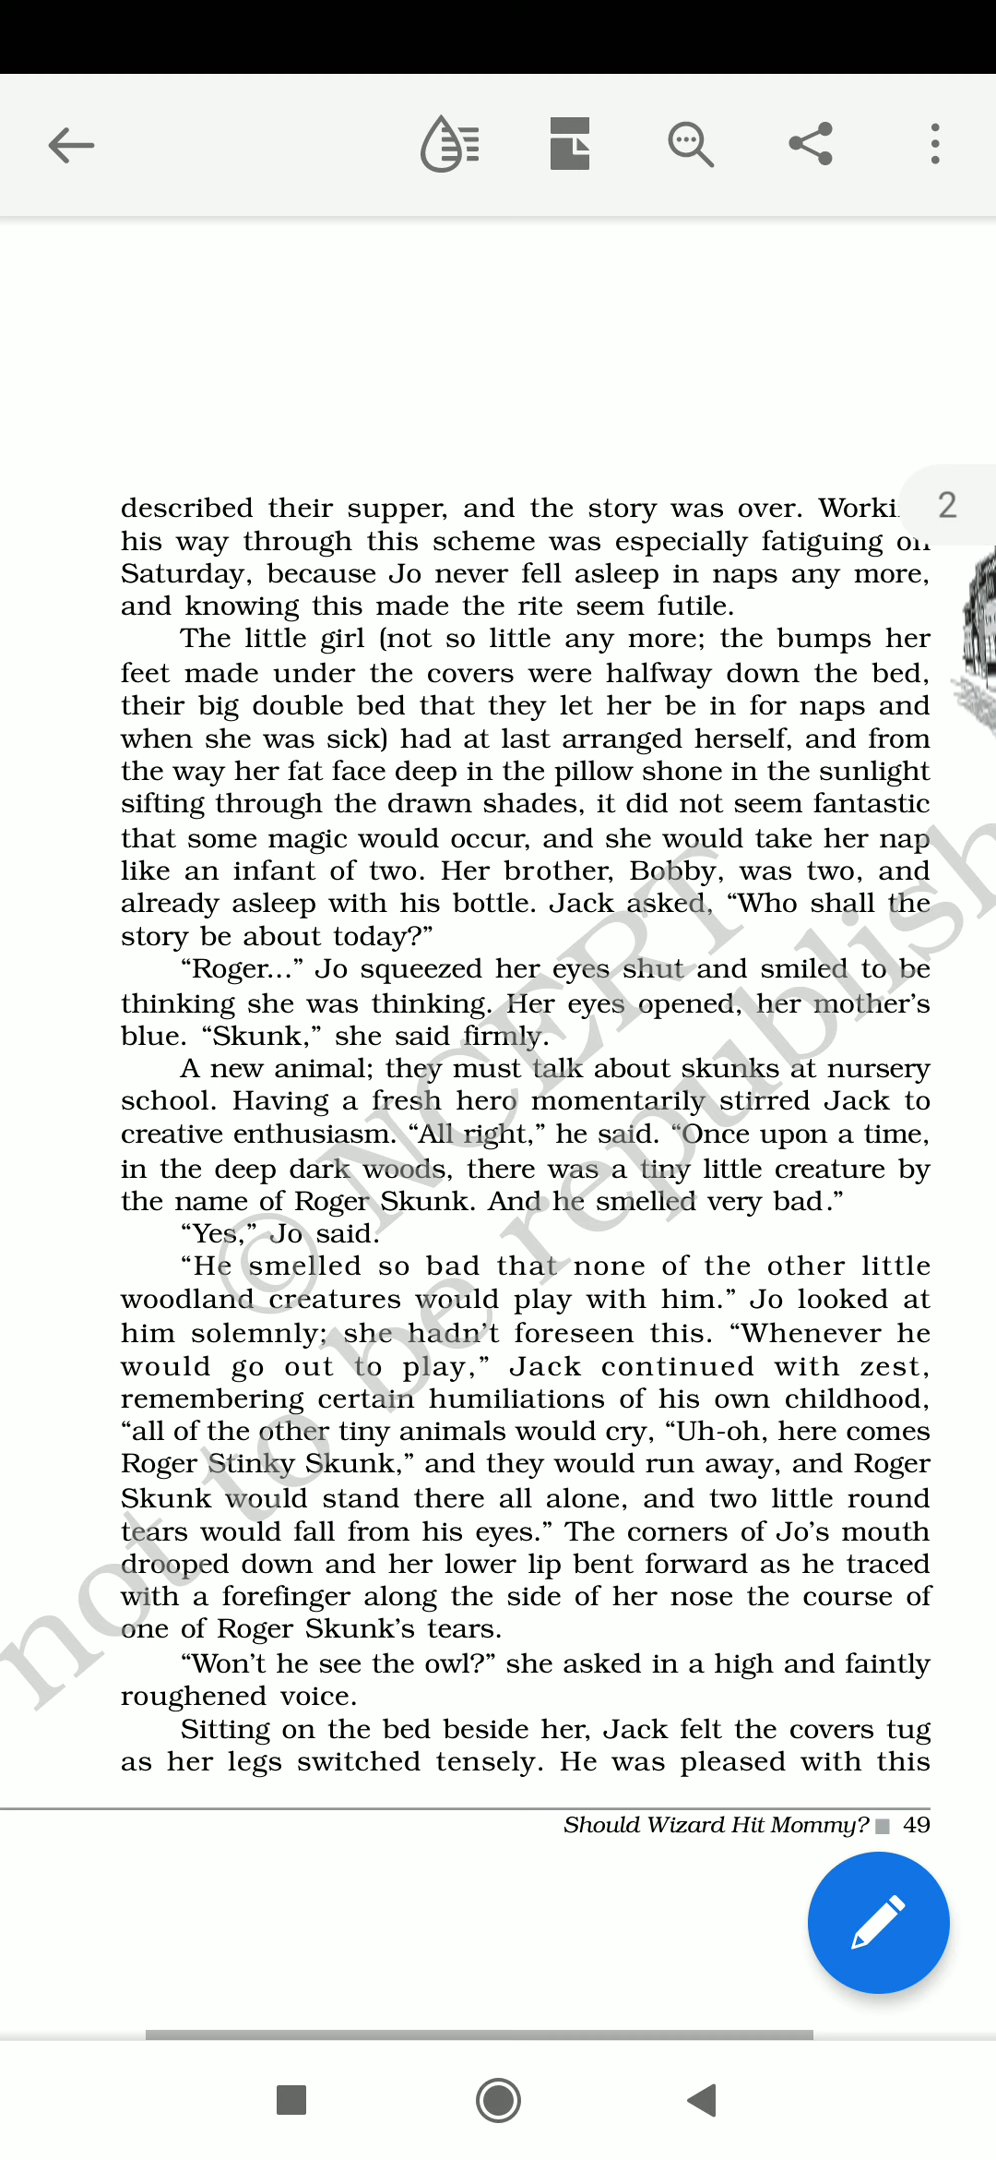 2
described their supper, and the story was over.
his way through this scheme was especially fatiguing on
Saturday, because Jo never fell asleep in naps any more,
and knowing this made the rite seem futile.
The little girl (not so little any more; the bumps her
feet made under the covers were halfway down the bed,
their big double bed that they let her be in for naps and
when she was sick) had at last arranged herself, and from
the way her fat face deep in the pillow shone in the sunlight
sifting through the drawn shades, it did not seem fantastic
that some magic would occur, and she would take her nap
like an infant of two. Her brother, Bobby, was two, and
already asleep with his bottle. Jack asked, “Who shall the
story be about today?”
“Roger...” Jo squeezed her eyes shut and smiled to be
thinking she was thinking. Her eyes opened, her mother’s
blue. “Skunk,” she said firmly.
A new animal; they must talk about skunks at nursery
school. Having a fresh hero momentarily stirred Jack to
creative enthusiasm. “All right,” he said. “Once upon a time,
in the deep dark woods, there was a tiny little creature by
the name of Roger Skunk. And he smelled very bad.”
“Yes,” Jo said.
“He smelled so bad that none of the other little
woodland creatures would play with him.” Jo looked at
him solemnly; she hadn’t foreseen this. “Whenever he
would go out to play,” Jack continued with zest,
remembering certain humiliations of his own childhood,
“all of the other tiny animals would cry, “Uh-oh, here comes
Roger Stinky Skunk,” and they would run away, and Roger
Skunk would stand there all alone, and two little round
tears would fall from his eyes.” The corners of Jo’s mouth
drooped down and her lower lip bent forward as he traced
with a forefinger along the side of her nose the course of
one of Roger Skunk’s tears.
“Won’t he see the owl?” she asked in a high and faintly
roughened voice.
Sitting on the bed beside her, Jack felt the covers tug
as her legs switched tensely. He was pleased with this
Should Wizard Hit Mommy? 49
© NCERT
not to be republish